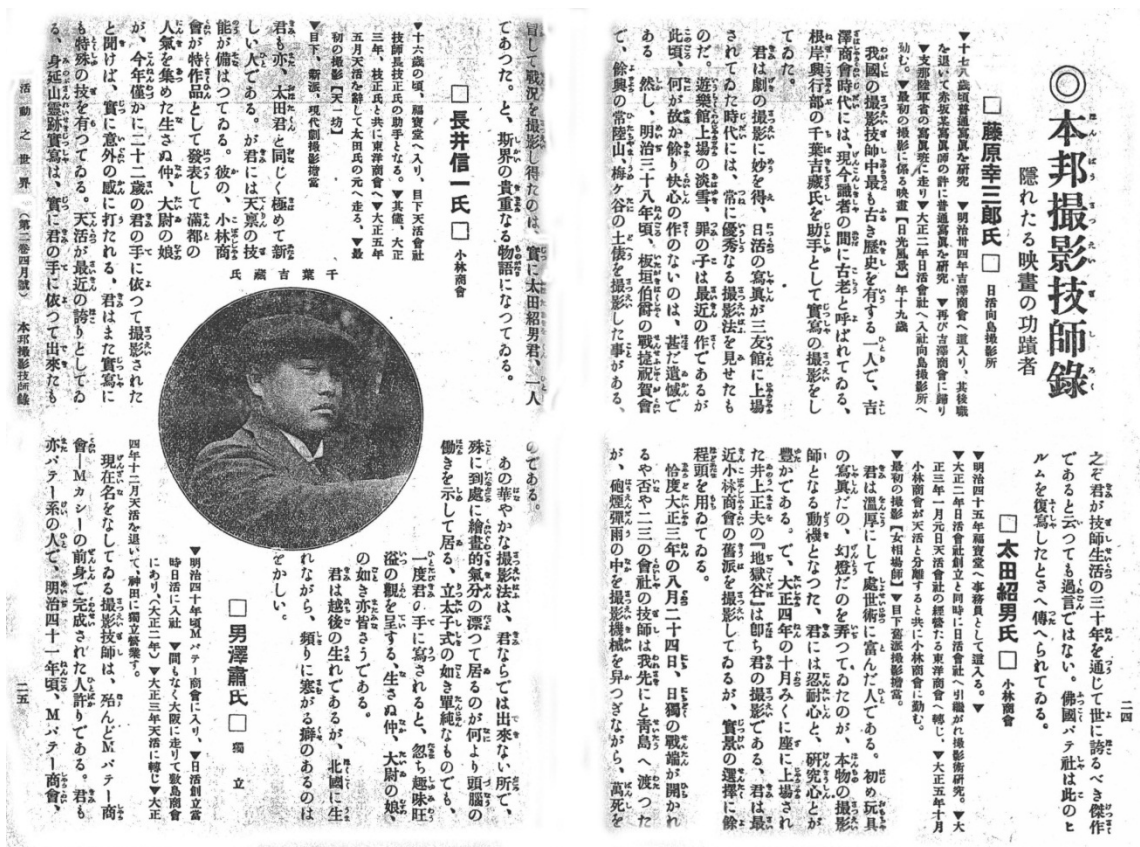 ◎本邦撮影技師錄
隱れたる映畫の功蹟者
□藤原幸三郎氏□ 日活向島撮影所
▼十七八歳頃普通寫眞を研究 ▼明治卅四年吉澤商會へ這入り、其後職
を退いて赤坂某寫眞師の許に普通寫眞を研究 ▼再び吉澤商會に歸り
▼支那陸軍省の寫眞班に走り▼大正二年日活會社へ入社向島撮影所へ
勤む。▼最初の撮影に係る映畫【日光風景】年十九歳
我國の撮影技師中最も古き歷史を有する一人で、吉
澤商會時代には、現今識者の間に古老と呼ばれてゐる、
根岸興行部の千葉吉藏氏を助手として實寫の撮影をし
てゐた。
君は劇の撮影に妙を得、日活の寫眞が三友館に上場
されてゐた時代には、常に優秀なる撮影法を見せたも
のだ。遊樂館上場の淡雪、罪の子は最近の作であるが
此頃、何が故か餘り快心の作のないのは、甚だ遺憾で
ある 然し、明治三十八年頃、板垣伯爵の戰捷祝賀會
で、餘興の常陸山、梅ケ谷の土俵を撮影した事がある、
二四
之ぞ君が技師生活の三十年を通じて世に誇るべき傑作
であると云つても過言ではない。佛國パテ社は此のヒ
ルムを復寫したとさへ傳へられてゐる。
□太田紹男氏□ 小林商會
▼明治四十五年福寶堂へ事務員として這入る。▼
▼大正二年日活會社創立と同時に日活會社へ引繼がれ撮影術研究。▼大
正三年一月元日天活會社の經營たる東洋商會へ轉じ、▼大正五年十月
小林商會が天活と分離すると共に小林商會に勤む。
▼最初の撮影【女相場師】▼目下舊派撮影擔當。
君は溫厚にして處世術に富んだ人である。初め玩具
の寫眞だの、幻燈だのを弄つてゐたのが、本物の撮影
師となる動機となつた、君には忍耐心と、研究心とが
豐かである。で、大正四年の十月みくに座に上場され
た井上正夫の『地獄谷』は卽ち君の撮影である、君は最
近小林商會の舊派を撮影してゐるが、實景の選擇に餘
程頭を用ゐてゐる。
恰度大正三年の八月二十四日、日獨の戰端が開かれ
るや否や二三の會社の技師は我先にと靑島へ渡つた
が、砲煙彈雨の中を撮影機械を舁つぎながら、萬死を
冒して戰況を撮影し得たのは、實に太田紹男君、一人
であつた。と、斯界の貴重なる物語になつてゐる。
□長井信一氏□ 小林商會
▼十六歳の頃、福寶堂へ入り、目下天活會社
技師長技正氏の助手となる。▼其儘、大正
三年、枝正氏と共に東洋商會へ▼大正五年
五月天活を辭して太田氏の元へ走る、▼最
初の撮影【天一坊】
▼目下、新派、現代劇撮影擔當
君も亦、太田君と同じく極めて新
しい人である。が君には天禀の技
能が備はつてゐる。彼の、小林商
會が特作品として發表して滿都の
人氣を集めた生さぬ仲、大尉の娘
が、今年僅かに二十二歳の君の手に依つて撮影された
と聞けば、實に意外の感に打たれる、君はまた實寫に
も特殊の技を有つてゐる。天活が最近の誇りとしてゐ
る、身延山靈跡實寫は、實に君の手に依つて出來たも
千葉吉藏氏
のである。
あの華やかな撮影法は、君ならでは出來ない所で、
殊に到處に繪畫的氣分の漂つて居るのが何より頭腦の
働きを示して居る、立太子式の如き單純なものでも、
一度君の手に寫されると、忽ち趣味旺
溢の觀を呈する、生さぬ仲、大尉の娘、
の如き亦皆さうである。
君は越後の生れであるが、北國に生
れながら、頻りに塞がる癖のあるのは
をかしい。
□男澤肅氏□ 獨立
▼明治四十年頃Mパテー商會に入り、▼日活創立當
時日活に入社 ▼間もなく大阪に走りて敷島商會
にあり、(大正二年)▼大正三年天活に轉じ▼大正
四年十二月天活を退いて、神田に獨立營業す。
現在名をなしてゐる撮影技師は、殆んどMパテー商
會―Mカシーの前身で完成された人許りである。君も
亦パテー系の人で、明治四十一年頃、Mパテー商會、
活動之世界 (第二卷四月號) 本邦撮影技師錄
二五